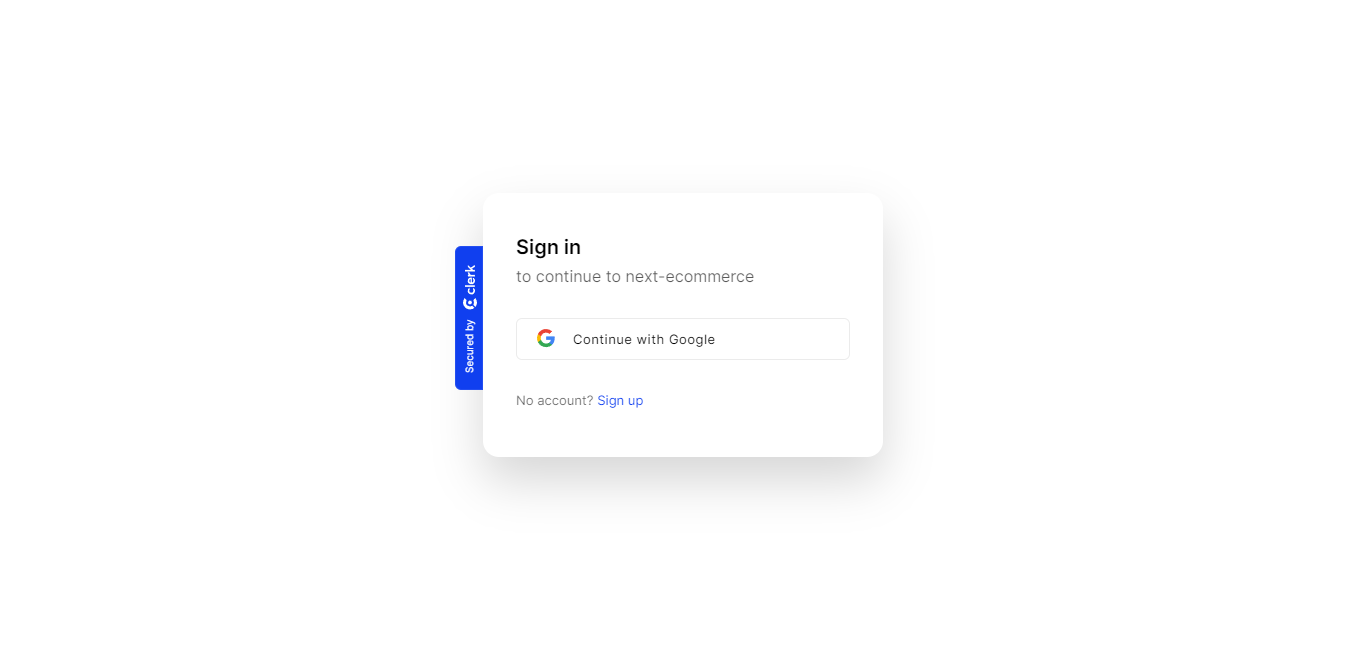 Sign in
to continue to next-ecommerce
Secured by clerk
Continue with Google
No account? Sign up